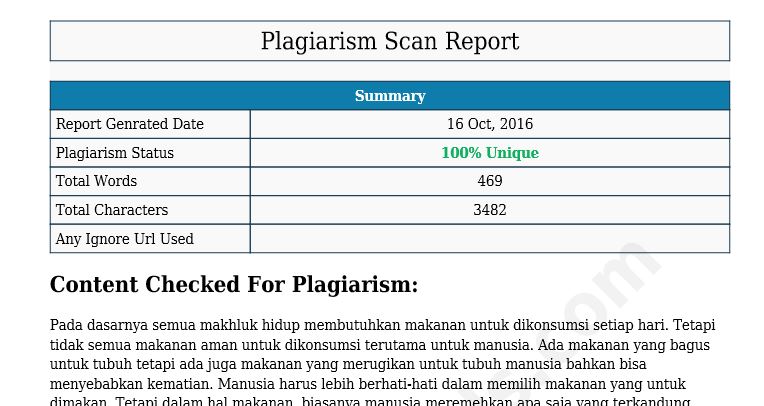 Plagiarism Scan Report
Summary
Report Genrated Date 16 Oct, 2016
Plagiarism Status 100% Unique
Total Words 469
Total Characters 3482
Any Ignore Url Used
Content Checked For Plagiarism:
Pada dasarnya semua makhluk hidup membutuhkan makanan untuk dikonsumsi setiap hari. Tetapi
tidak semua makanan aman untuk dikonsumsi terutama untuk manusia. Ada makanan yang bagus
untuk tubuh tetapi ada juga makanan yang merugikan untuk tubuh manusia bahkan bisa
menyebabkan kematian. Manusia harus lebih berhati-hati dalam memilih makanan yang untuk
dimakan. Tetapi dalam hal makanan, biasanya manusia meremehkan apa saja yang terkandung
.com